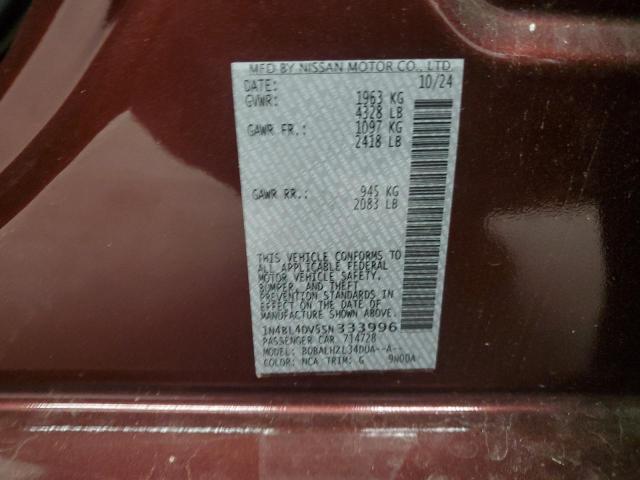 MFD BY NISSAN MOTOR CO., LTD.
DATE: 10/24
GVWR: 1963 KG
4328 LB
GAWR FR.: 1097 KG
2418 LB
GAWR RR.: 945 KG
2083 LB
THIS VEHICLE CONFORMS TO
ALL APPLICABLE FEDERAL
MOTOR VEHICLE SAFETY,
BUMPER, AND THEFT
PREVENTION STANDARDS IN
EFFECT ON THE DATE OF
MANUFACTURE SHOWN ABOVE.
1N4BL4DV5SN333996
PASSENGER CAR 714728
MODEL: BDBALHZL34DUA--A--
COLOR: NCA TRIM: G 9N0DA